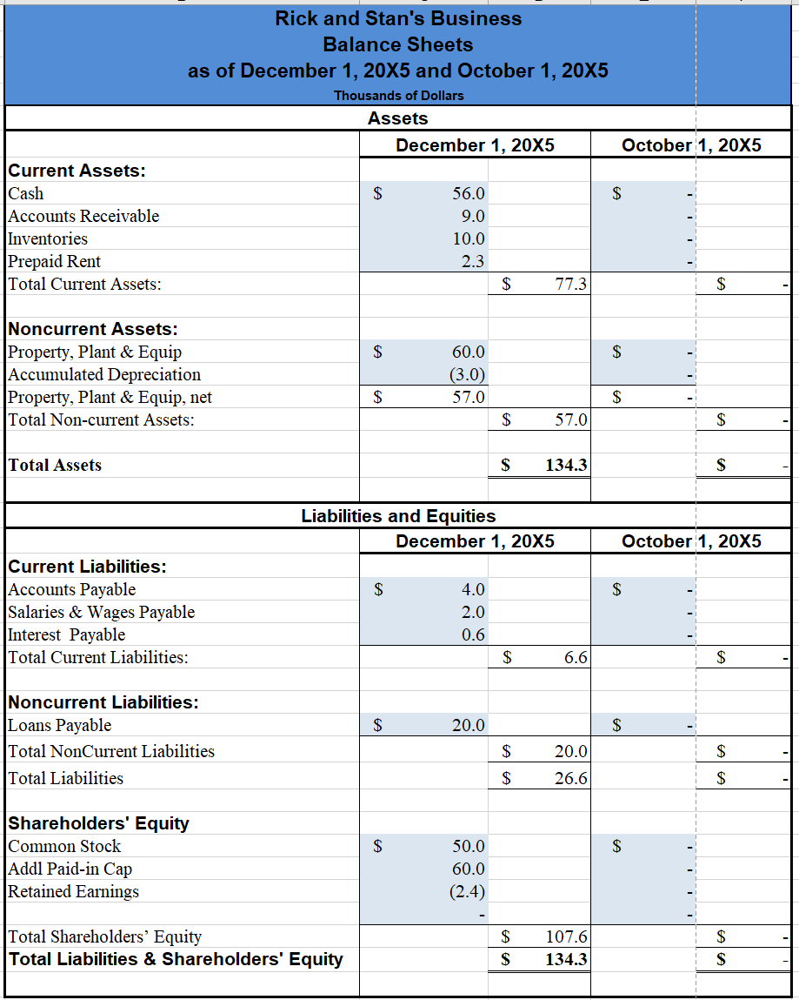 Rick and Stan's Business
Balance Sheets
as of December 1, 20X5 and October 1, 20X5
Thousands of Dollars
Assets
December 1, 20X5 October 1, 20X5
Current Assets:
Cash $ 56.0 $ -
Accounts Receivable 9.0 -
Inventories 10.0 -
Prepaid Rent 2.3 -
Total Current Assets: $ 77.3 $ -
Noncurrent Assets:
Property, Plant & Equip $ 60.0 $ -
Accumulated Depreciation (3.0) -
Property, Plant & Equip, net $ 57.0 $ -
Total Non-current Assets: $ 57.0 $ -
Total Assets $ 134.3 $ -
Liabilities and Equities
December 1, 20X5 October 1, 20X5
Current Liabilities:
Accounts Payable $ 4.0 $ -
Salaries & Wages Payable 2.0 -
Interest Payable 0.6 -
Total Current Liabilities: $ 6.6 $ -
Noncurrent Liabilities:
Loans Payable $ 20.0 $ -
Total NonCurrent Liabilities $ 20.0 $ -
Total Liabilities $ 26.6 $ -
Shareholders' Equity
Common Stock $ 50.0 $ -
Addl Paid-in Cap 60.0 -
Retained Earnings (2.4) -
- -
Total Shareholders’ Equity $ 107.6 $ -
Total Liabilities & Shareholders' Equity $ 134.3 $ -